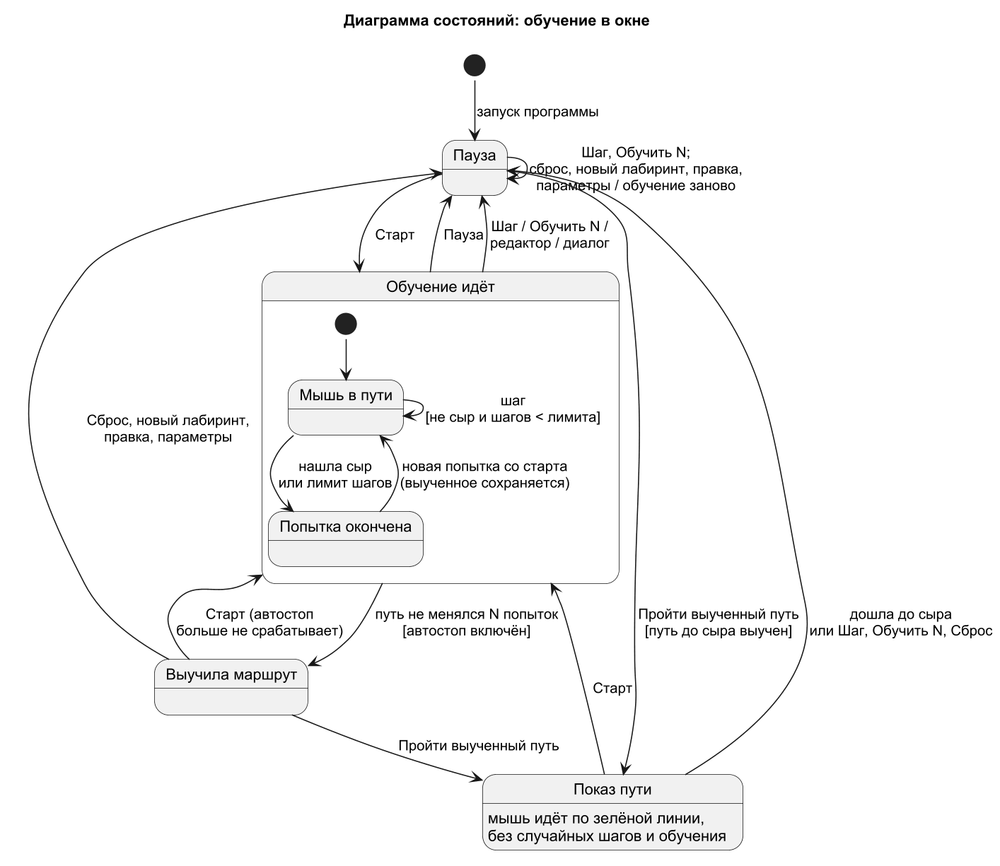 Диаграмма состояний: обучение в окне
запуск программы
Пауза
Шаг, Обучить N;
сброс, новый лабиринт, правка,
параметры / обучение заново
Старт
Пауза
Шаг / Обучить N /
редактор / диалог
Обучение идёт
Мышь в пути
шаг
[не сыр и шагов < лимита]
Сброс, новый лабиринт,
правка, параметры
нашла сыр
или лимит шагов
новая попытка со старта
(выученное сохраняется)
Попытка окончена
Старт (автостоп
больше не срабатывает)
путь не менялся N попыток
[автостоп включён]
Пройти выученный путь
[путь до сыра выучен]
дошла до сыра
или Шаг, Обучить N, Сброс
Выучила маршрут
Старт
Пройти выученный путь
Показ пути
мышь идёт по зелёной линии,
без случайных шагов и обучения